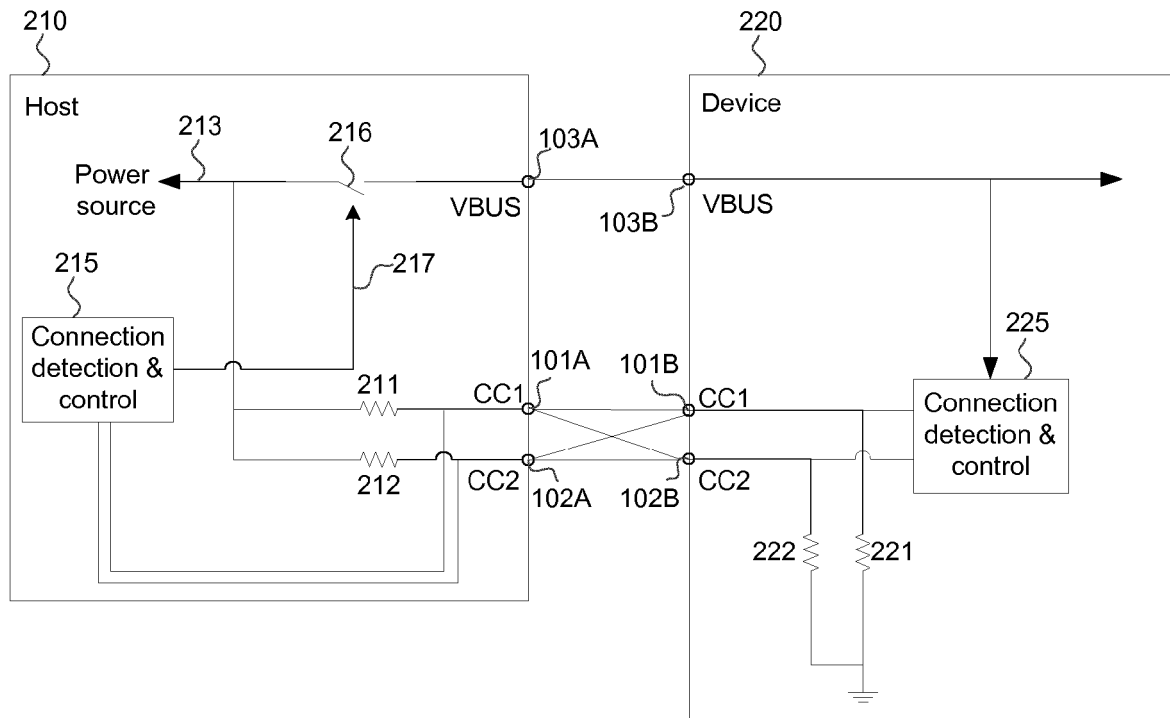 210
220
Host
Device
213
216
103A
Power
source
VBUS
103B
VBUS
215
217
Connection
detection &
control
225
211
101A
101B
CC1
CC1
Connection
detection &
control
212
CC2
102A
102B
CC2
222
221